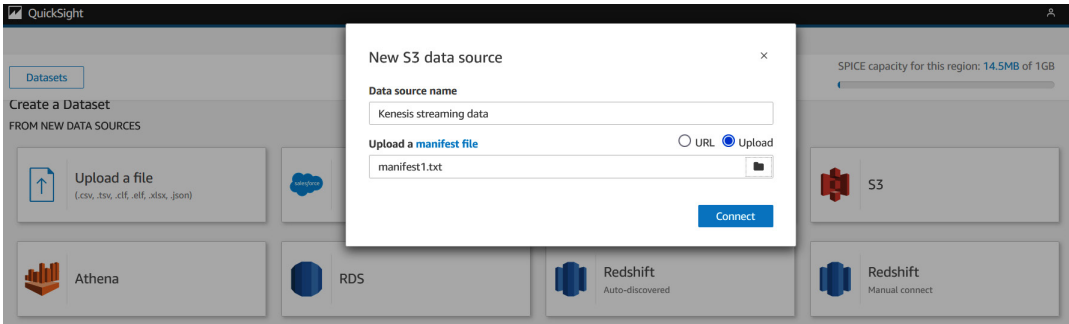 QuickSight
New S3 data source
Data source name
Kenesis streaming data
Upload a manifest file
URL
Upload
manifest1.txt
Connect
Datasets
SPICE capacity for this region: 14.5MB of 1GB
Create a Dataset
FROM NEW DATA SOURCES
Upload a file
(.csv, .tsv, .clf, .elf, .xlsx, .json)
salesforce
S3
Athena
RDS
Redshift
Auto-discovered
Redshift
Manual connect